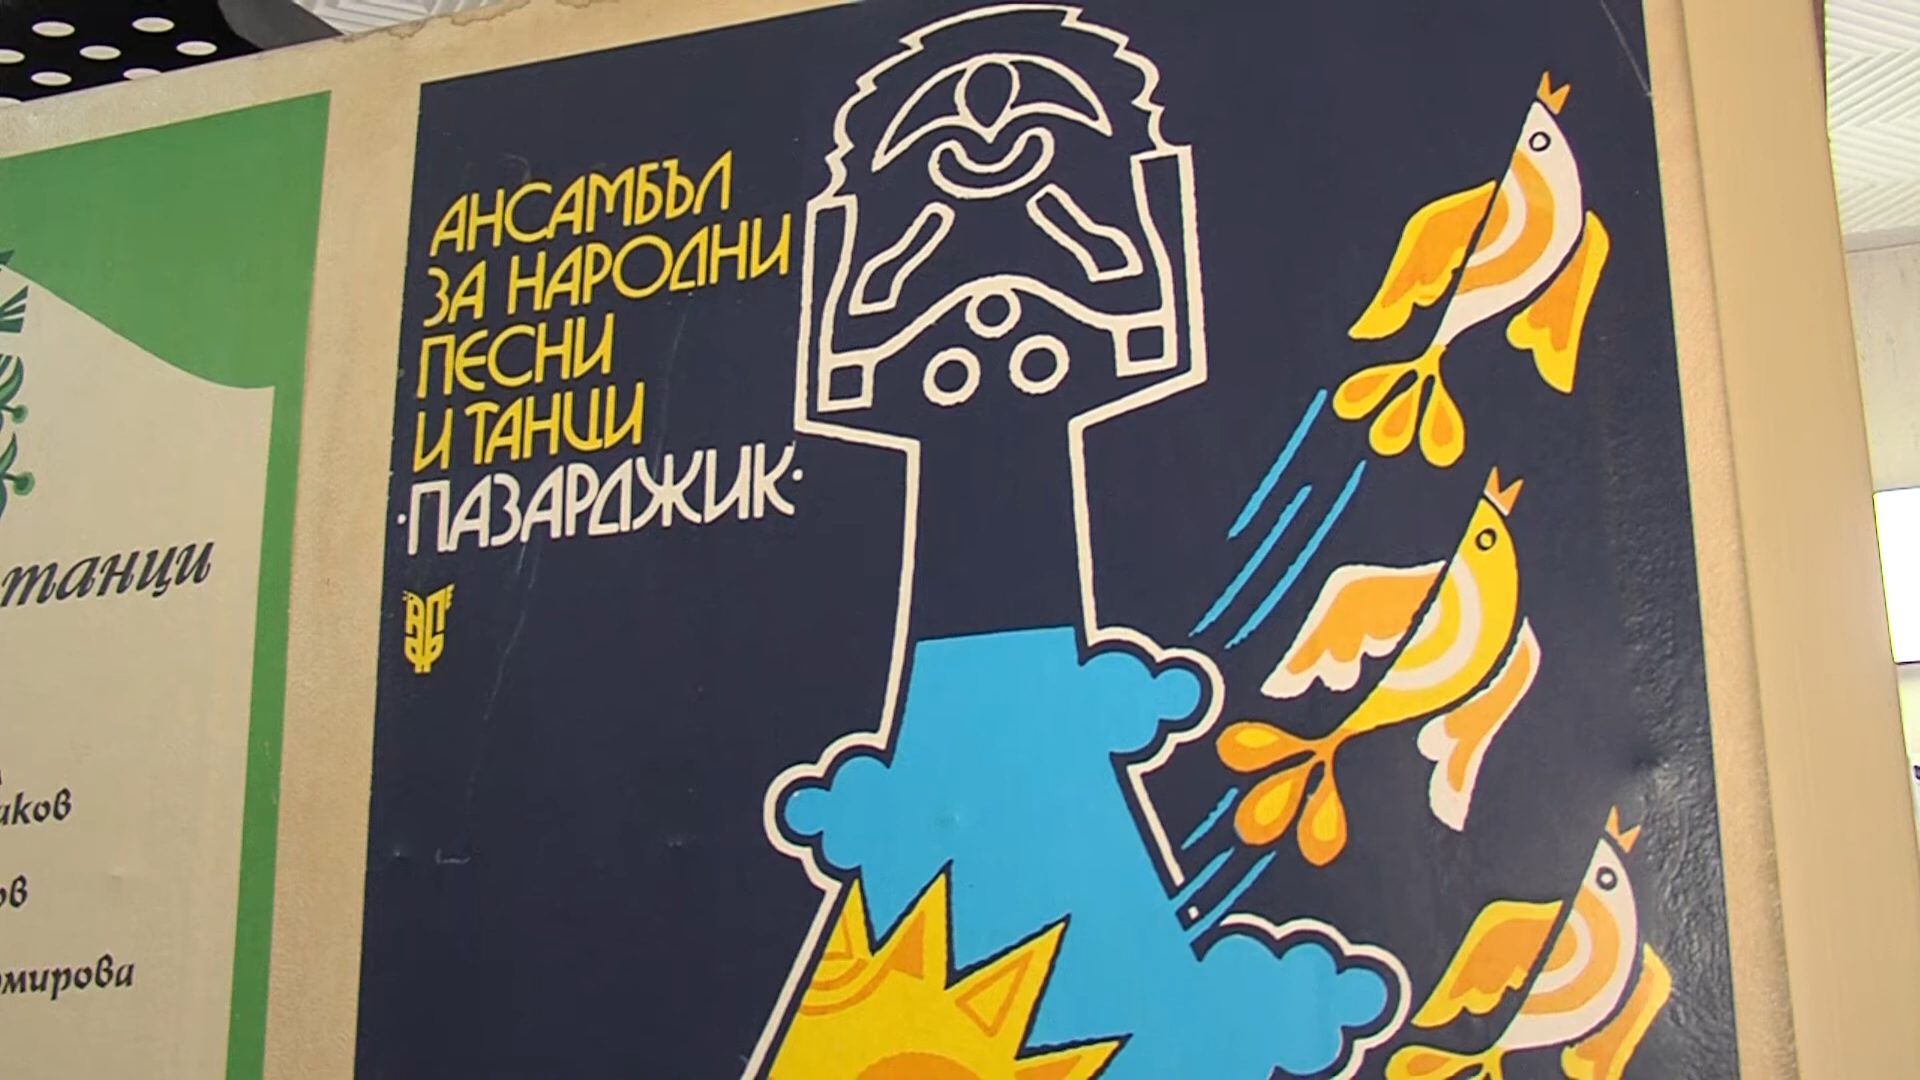 АНСАМБЪЛ
ЗА НАРОДНИ
ПЕСНИ
И ТАНЦИ
·ПАЗАРДЖИК·
танци